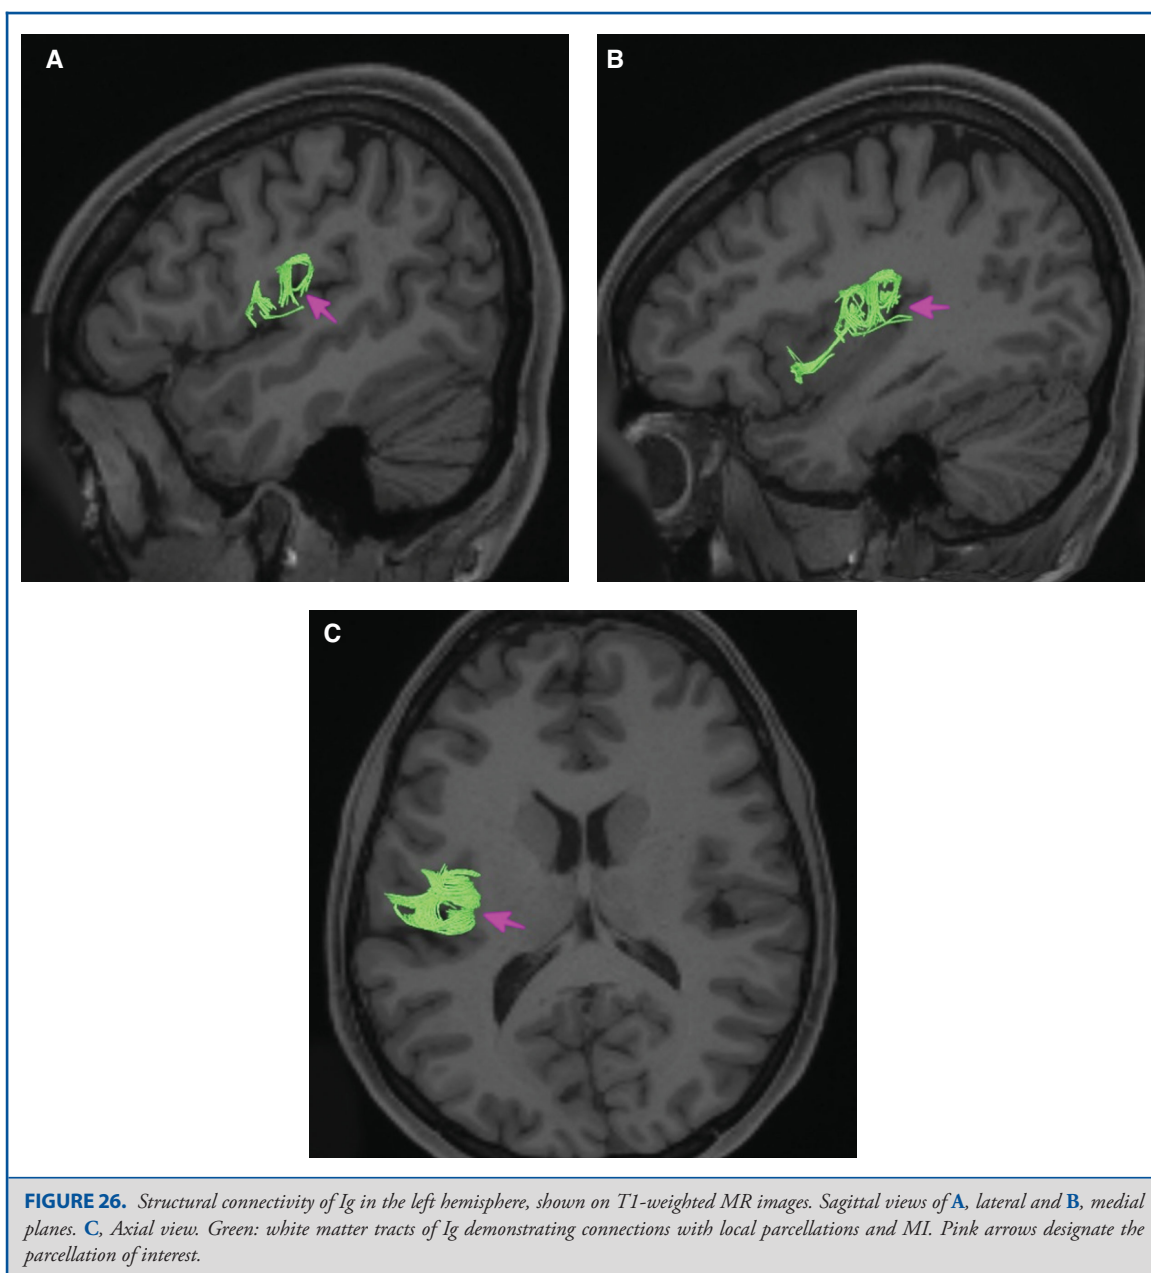 A
B
C
FIGURE 26. Structural connectivity of Ig in the left hemisphere, shown on T1-weighted MR images. Sagittal views of A, lateral and B, medial
planes. C, Axial view. Green: white matter tracts of Ig demonstrating connections with local parcellations and MI. Pink arrows designate the
parcellation of interest.